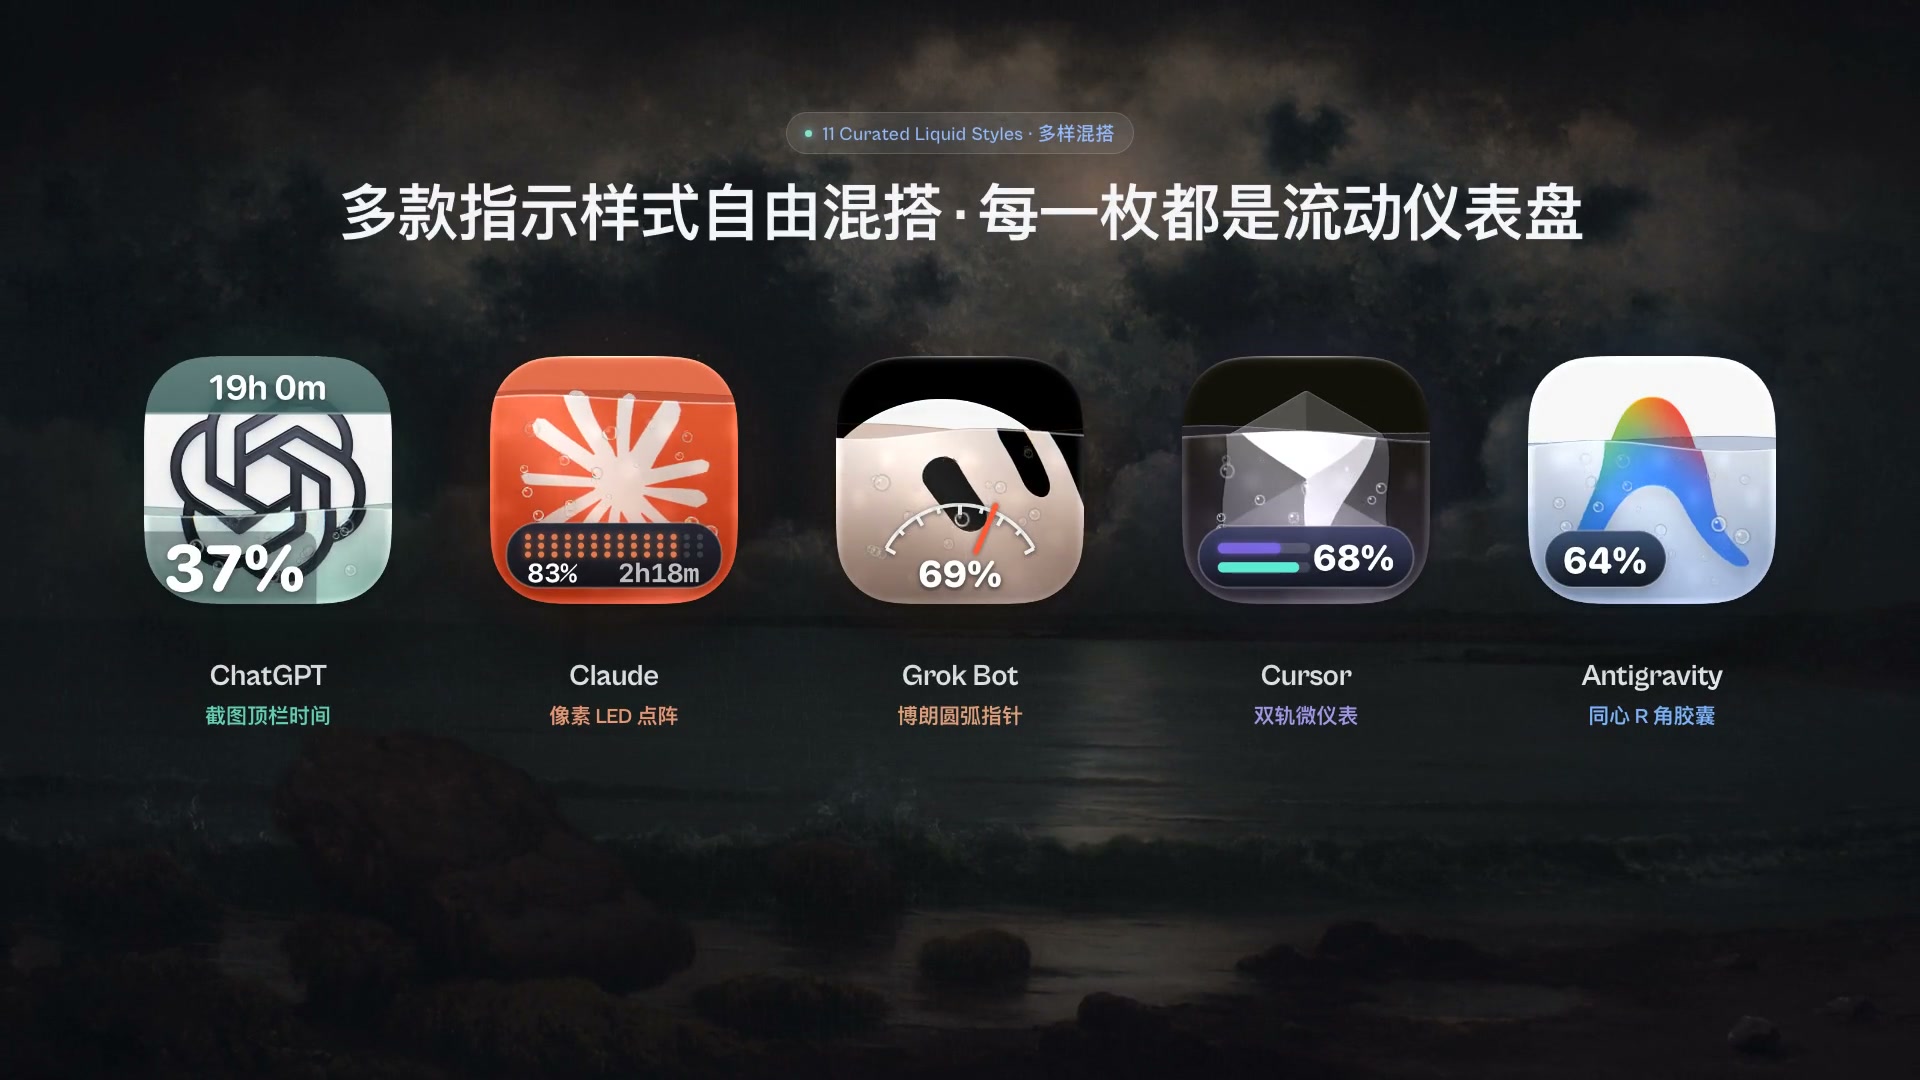 11 Curated Liquid Styles · 多样混搭
多款指示样式自由混搭·每一枚都是流动仪表盘
19h 0m
37%
83% 2h18m
69%
68%
64%
ChatGPT
截图顶栏时间
Claude
像素 LED 点阵
Grok Bot
博朗圆弧指针
Cursor
双轨微仪表
Antigravity
同心 R 角胶囊